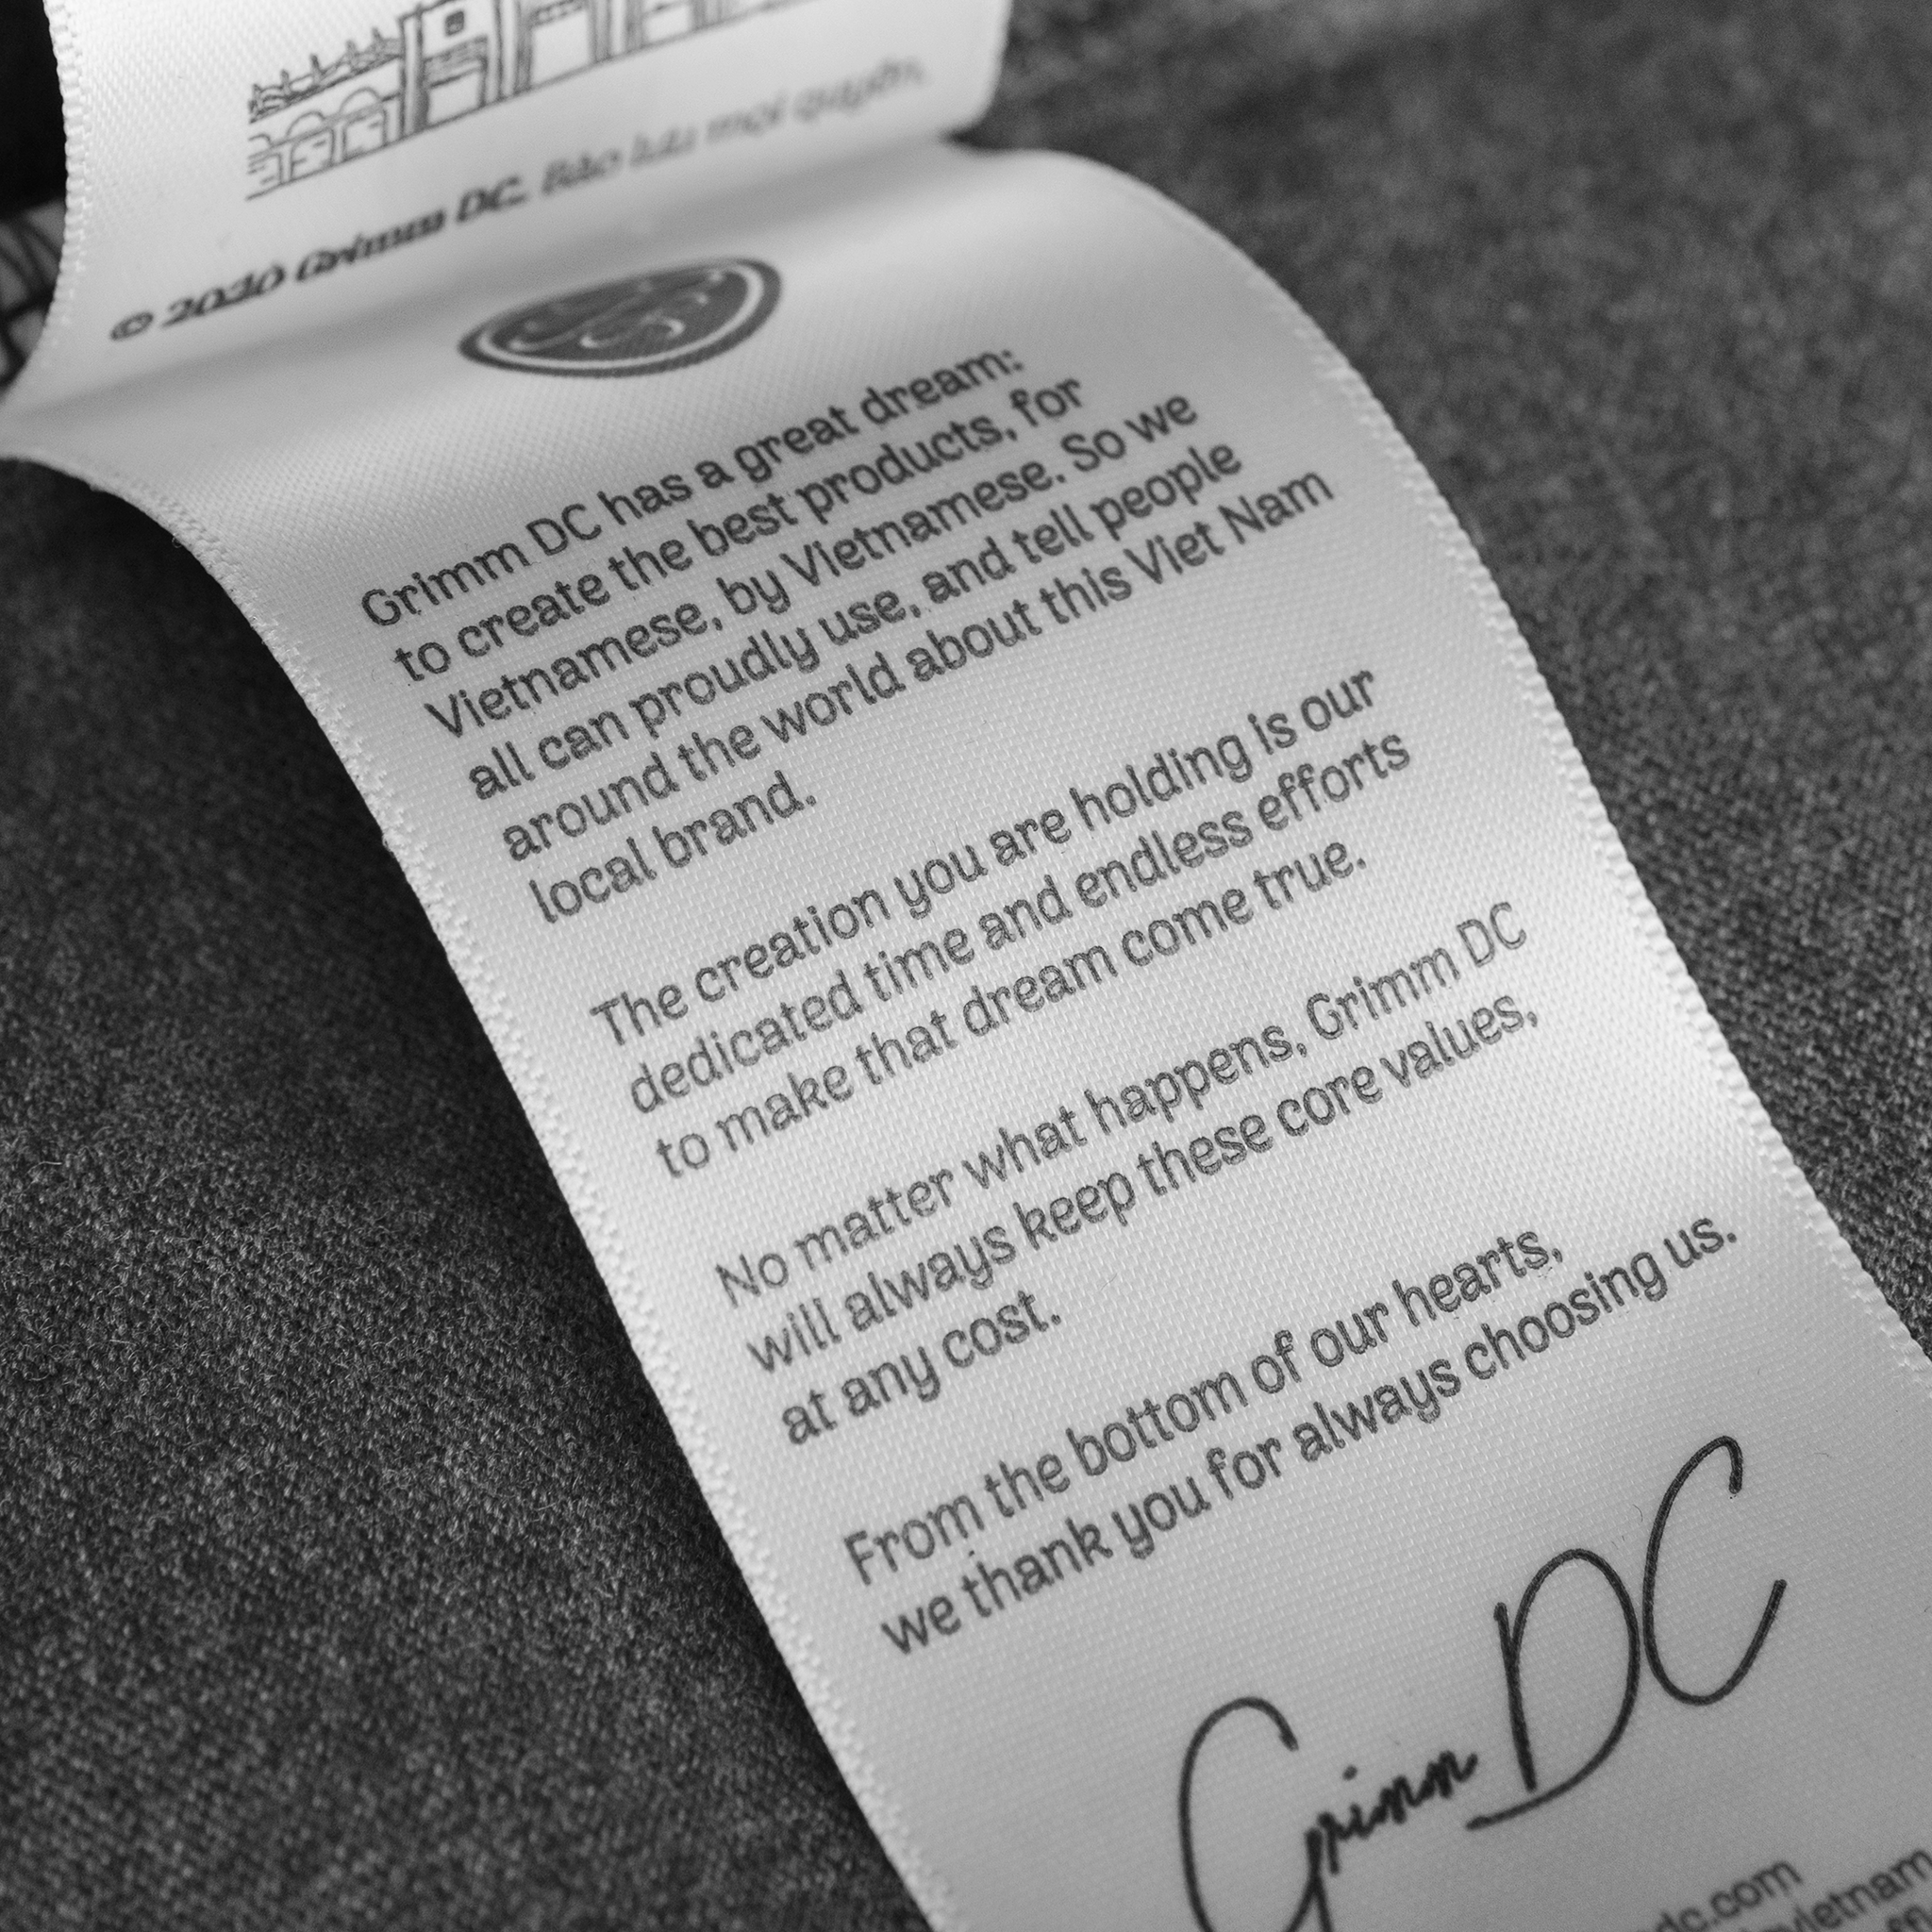 © 2020 Grimm DC. Bảo lưu mọi quyền.
Grimm DC has a great dream:
to create the best products, for
Vietnamese, by Vietnamese. So we
all can proudly use, and tell people
around the world about this Viet Nam
local brand.
The creation you are holding is our
dedicated time and endless efforts
to make that dream come true.
No matter what happens, Grimm DC
will always keep these core values,
at any cost.
From the bottom of our hearts,
we thank you for always choosing us.
Grimm DC
dc.com
ietnam